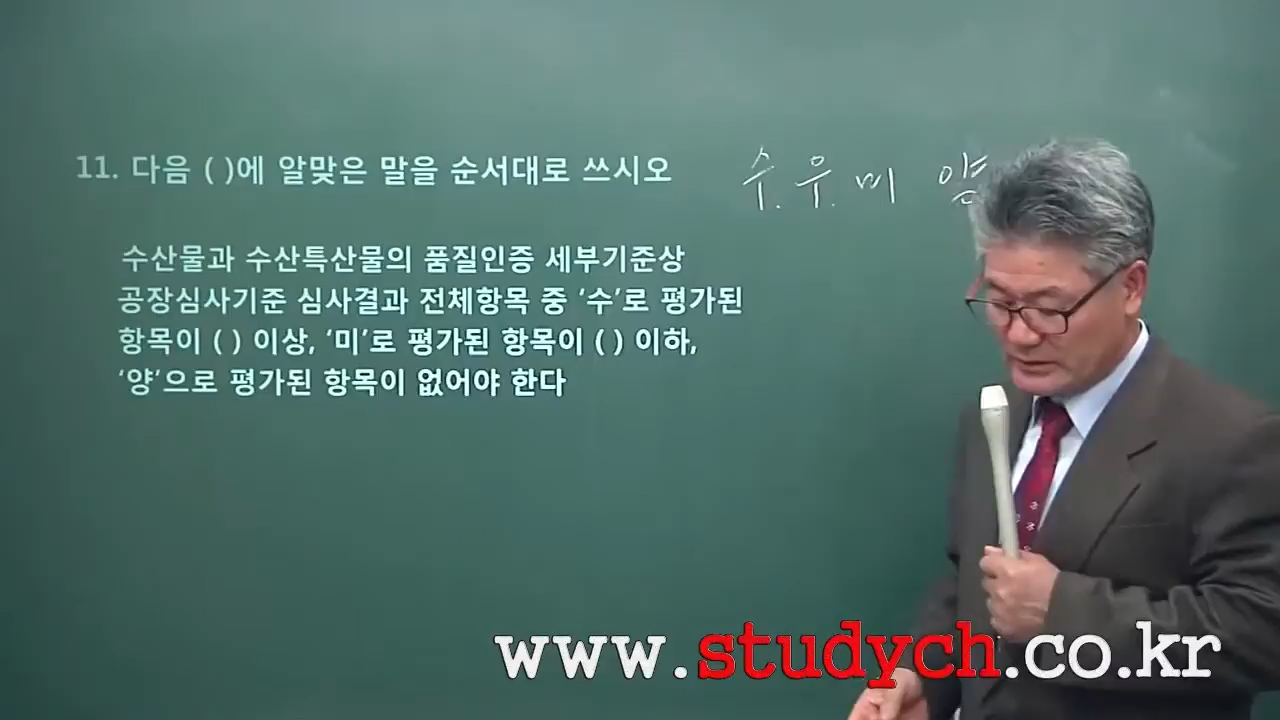 11. 다음 ( )에 알맞은 말을 순서대로 쓰시오
수. 우. 미 양
수산물과 수산특산물의 품질인증 세부기준상
공장심사기준 심사결과 전체항목 중 ‘수’로 평가된
항목이 ( ) 이상, ‘미’로 평가된 항목이 ( ) 이하,
‘양’으로 평가된 항목이 없어야 한다
www.studych.co.kr